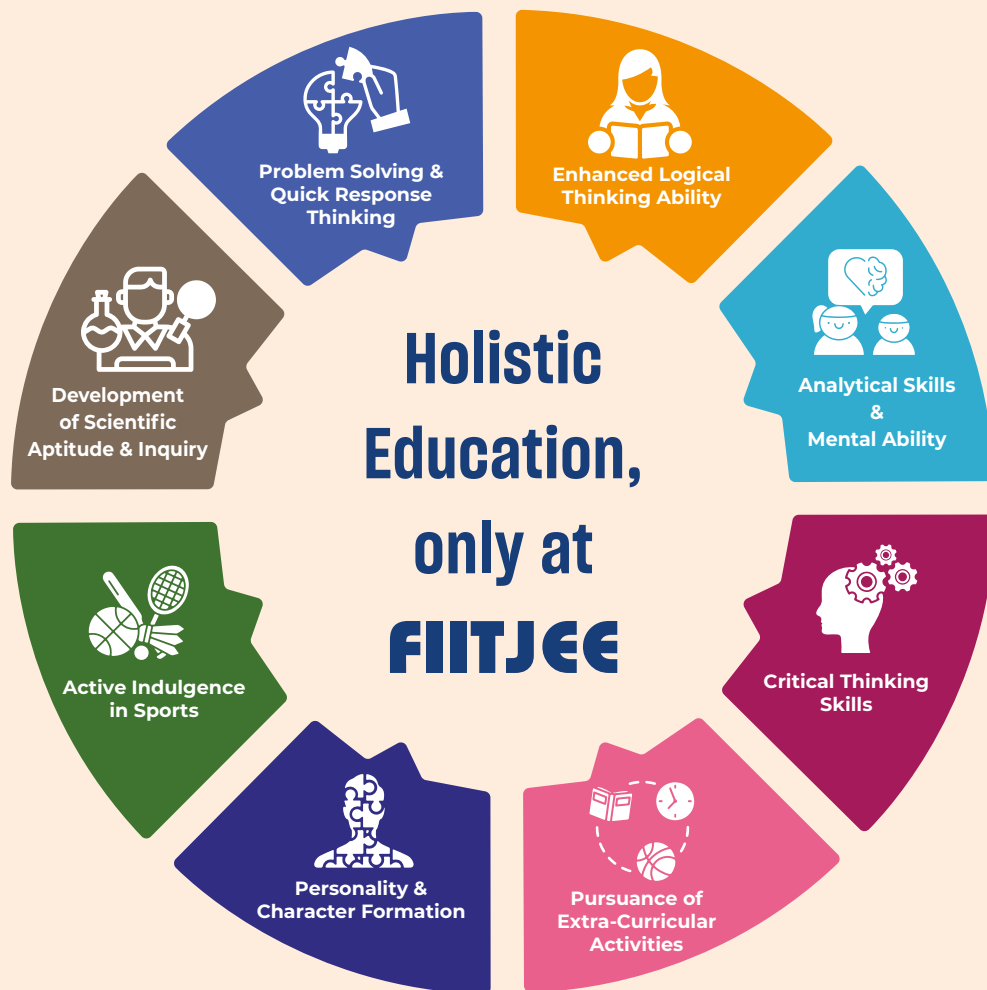 Problem Solving &
Quick Response
Thinking
Enhanced Logical
Thinking Ability
Analytical Skills
&
Mental Ability
Critical Thinking
Skills
Pursuance of
Extra-Curricular
Activities
Personality &
Character Formation
Active Indulgence
in Sports
Development
of Scientific
Aptitude & Inquiry
Holistic
Education,
only at
FIITJEE